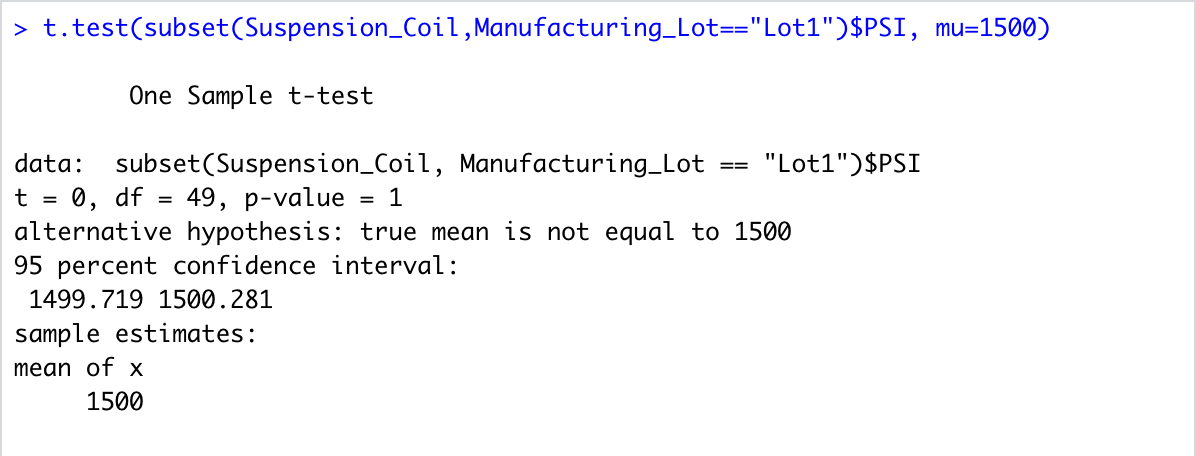 > t.test(subset(Suspension_Coil,Manufacturing_Lot=="Lot1")$PSI, mu=1500)
One Sample t-test
data:  subset(Suspension_Coil, Manufacturing_Lot == "Lot1")$PSI
t = 0, df = 49, p-value = 1
alternative hypothesis: true mean is not equal to 1500
95 percent confidence interval:
1499.719 1500.281
sample estimates:
mean of x
1500